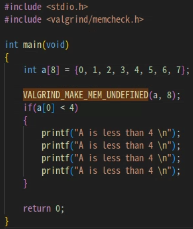 #include <stdio.h>
#include <valgrind/memcheck.h>
int main(void)
{
int a[8] = {0, 1, 2, 3, 4, 5, 6, 7};
VALGRIND_MAKE_MEM_UNDEFINED(a, 8);
if(a[0] < 4)
{
printf("A is less than 4 \n");
printf("A is less than 4 \n");
printf("A is less than 4 \n");
printf("A is less than 4 \n");
}
return 0;
}